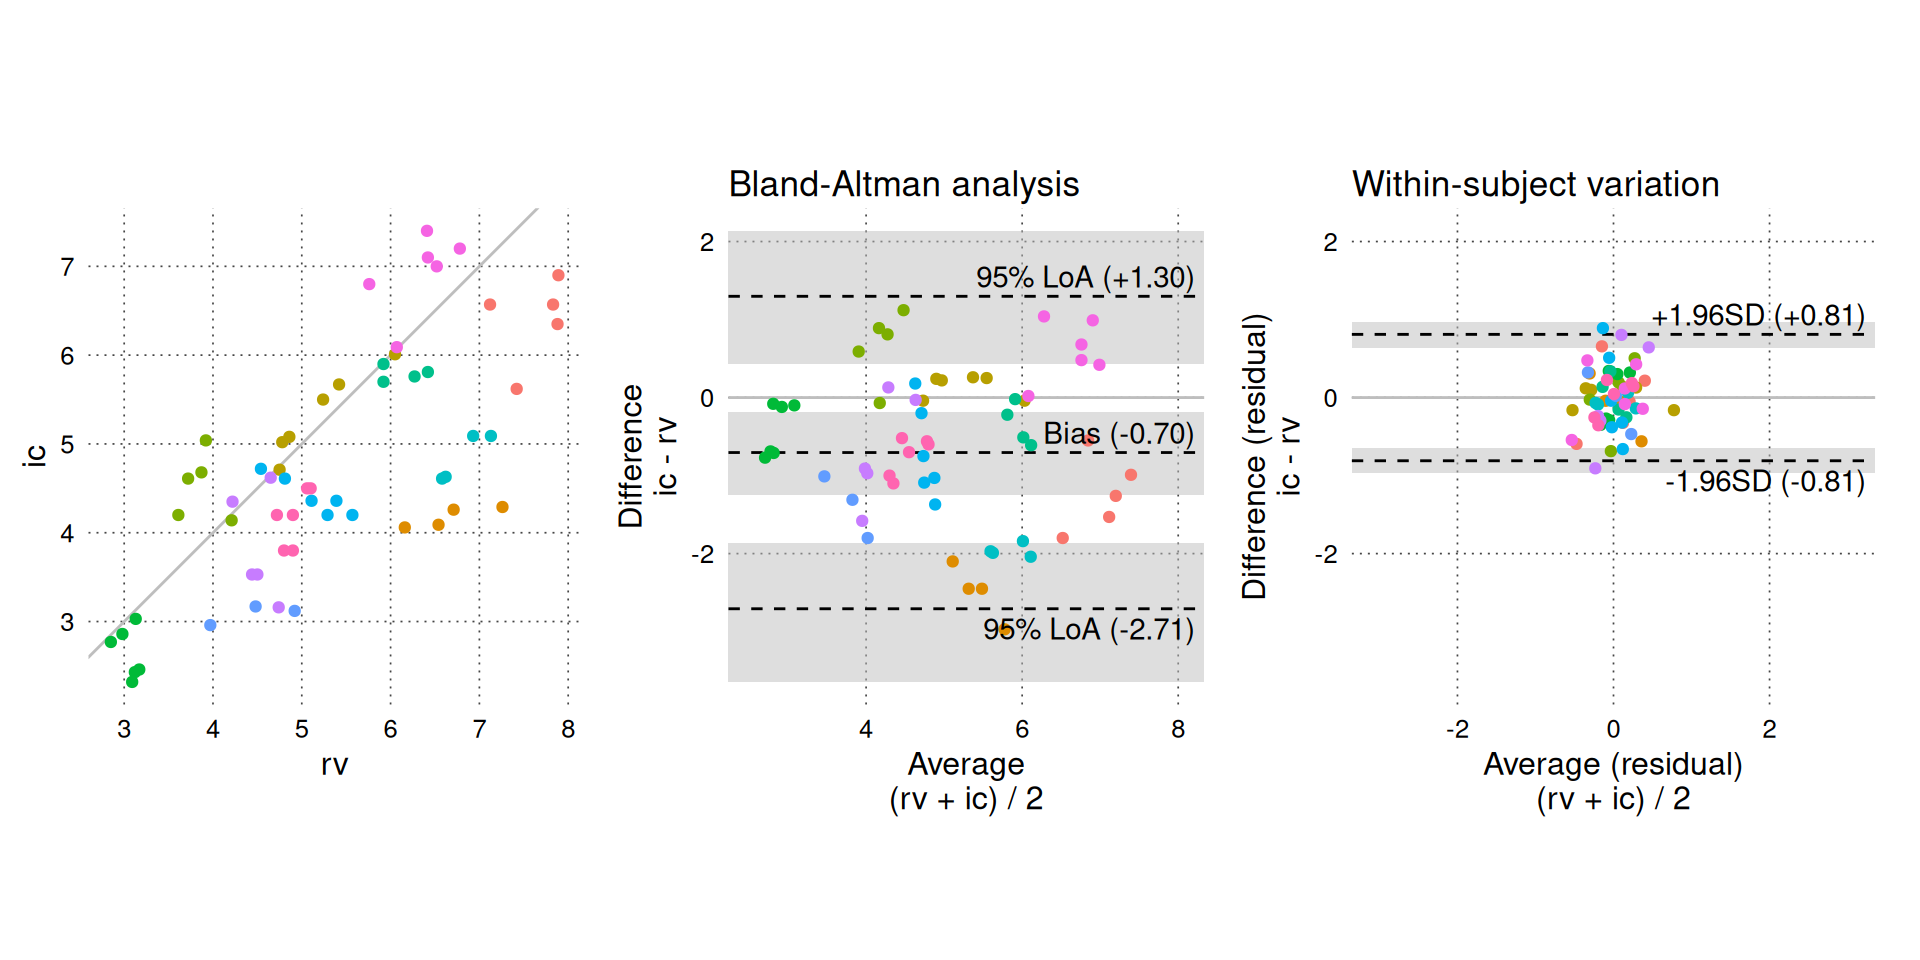 ic
7
6
5
4
3
3
4
5
6
7
8
rv
Bland-Altman analysis
Difference
ic - rv
2
0
-2
95% LoA (+1.30)
Bias (-0.70)
95% LoA (-2.71)
4
6
8
Average
(rv + ic) / 2
Within-subject variation
Difference (residual)
ic - rv
2
0
-2
+1.96SD (+0.81)
-1.96SD (-0.81)
-2
0
2
Average (residual)
(rv + ic) / 2